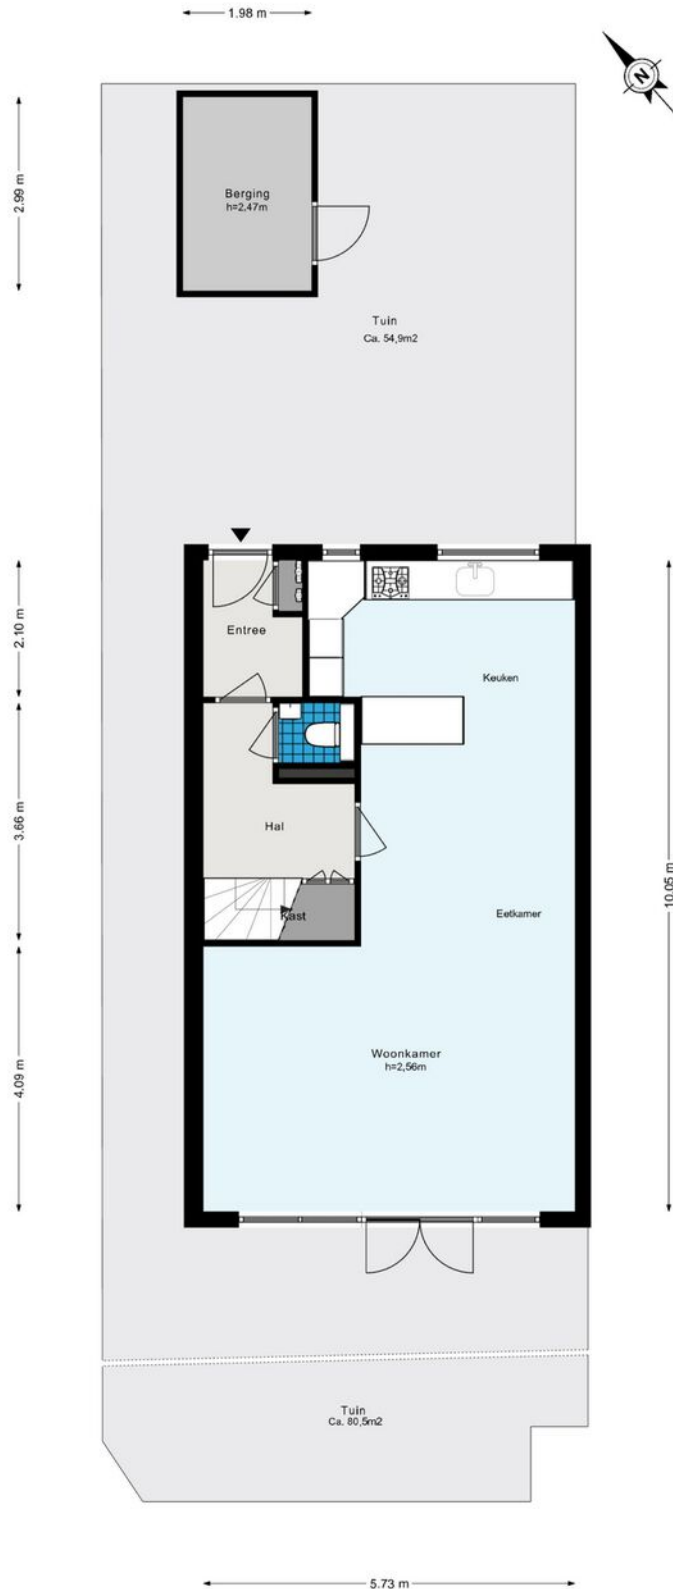 1.98 m
N
2.99 m
Berging
h=2,47m
Tuin
Ca. 54,9m2
2.10 m
Entree
Keuken
3.66 m
Hal
10.05 m
Kast
Eetkamer
4.09 m
Woonkamer
h=2,56m
Tuin
Ca. 80,5m2
5.73 m